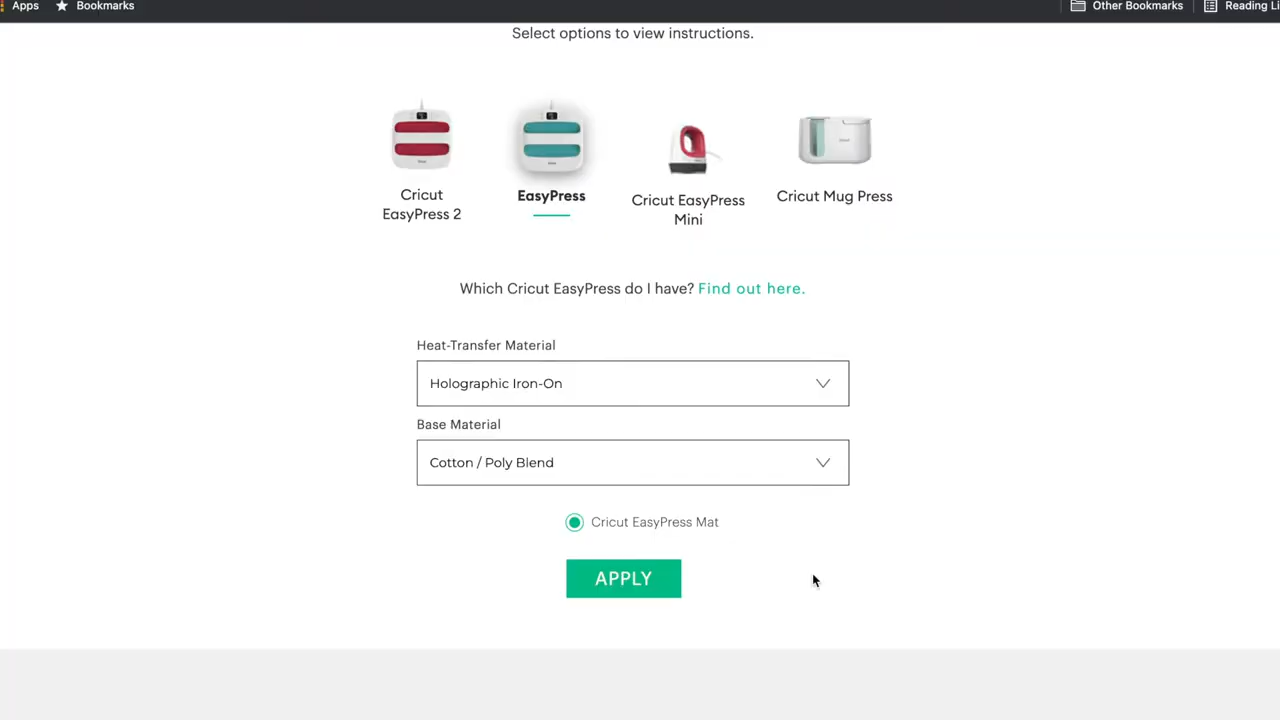 Apps Bookmarks Other Bookmarks
Select options to view instructions.
Cricut
EasyPress 2
EasyPress
Cricut EasyPress
Mini
Cricut Mug Press
Which Cricut EasyPress do I have? Find out here.
Heat-Transfer Material
Holographic Iron-On
Base Material
Cotton / Poly Blend
Cricut EasyPress Mat
APPLY